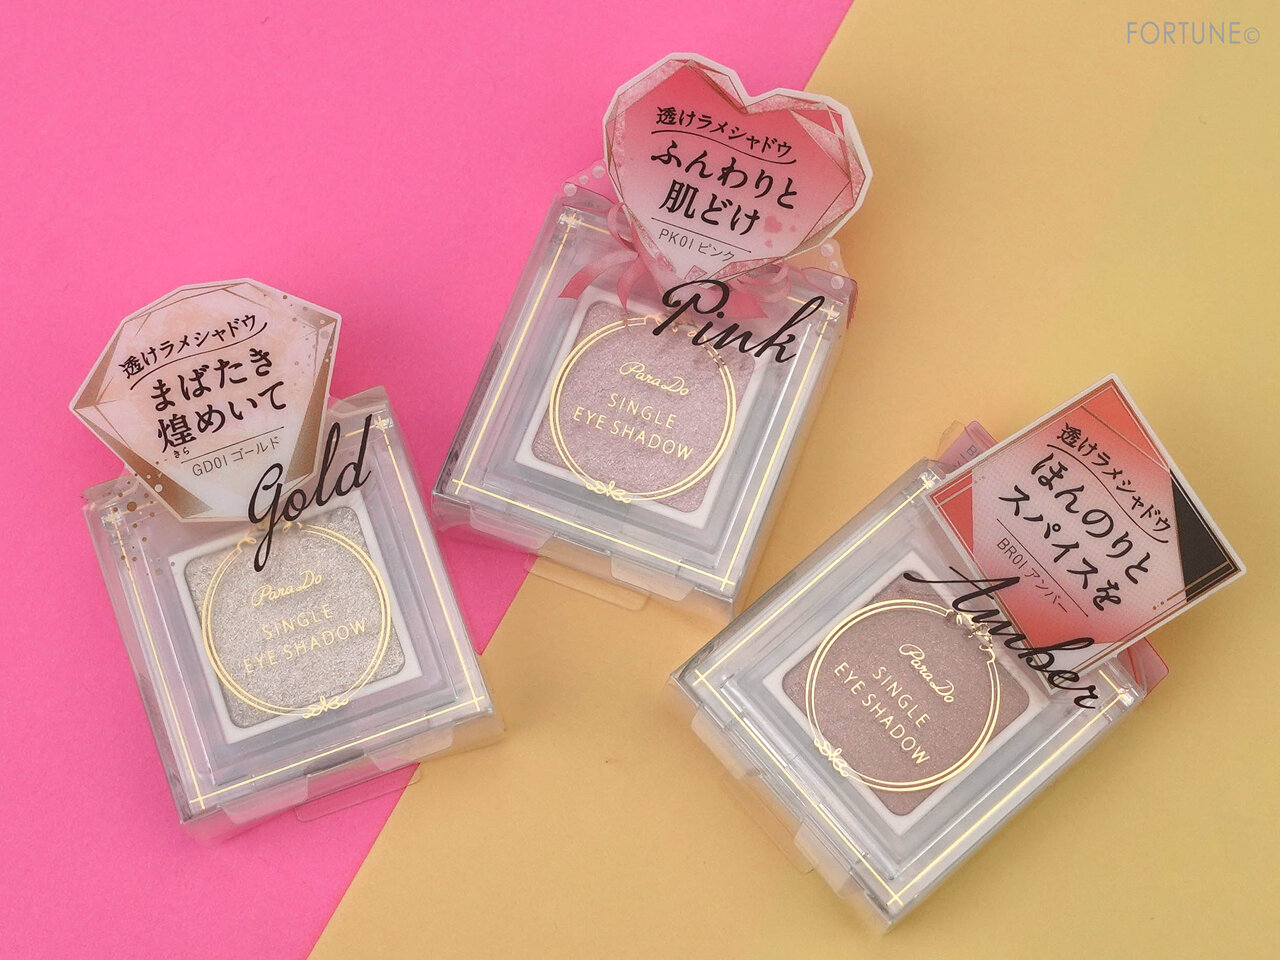 FORTUNE©
透けラメシャドウ
ふんわりと
肌どけ
PK01 ピンク
Pink
ParaDo
SINGLE
EYE SHADOW
透けラメシャドウ
まばたき
煌めいて
きら
GD01 ゴールド
Gold
ParaDo
SINGLE
EYE SHADOW
透けラメシャドウ
ほんのりと
スパイスを
BR01 アンバー
Amber
ParaDo
SINGLE
EYE SHADOW